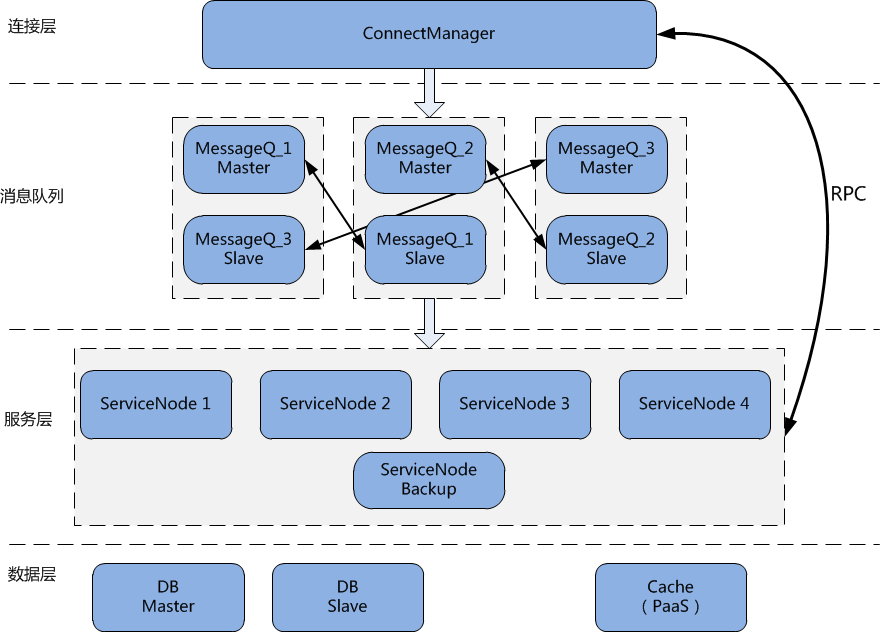 连接层
ConnectManager
消息队列
MessageQ_1
Master
MessageQ_2
Master
MessageQ_3
Master
RPC
MessageQ_3
Slave
MessageQ_1
Slave
MessageQ_2
Slave
服务层
ServiceNode 1
ServiceNode 2
ServiceNode 3
ServiceNode 4
ServiceNode
Backup
数据层
DB
Master
DB
Slave
Cache
（PaaS）